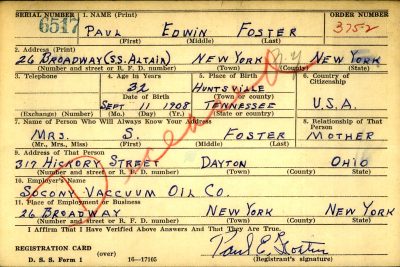 SERIAL NUMBER 1. NAME (Print) ORDER NUMBER
6517 PAUL EDWIN FOSTER 3752
(First) (Middle) (Last)
2. Address (Print)
26 BROADWAY (SS. ALTAIR) NEW YORK N.Y NEW YORK
(Number and street or R. F. D. number) (Town) (County) (State)
3. Telephone 4. Age in Years 5. Place of Birth 6. Country of Citizenship
32 HUNTSVILLE
Date of Birth (Town or county)
SEPT 11 1908 TENNESSEE U.S.A.
(Exchange) (Number) (Mo.) (Day) (Yr.) (State or country)
7. Name of Person Who Will Always Know Your Address 8. Relationship of That Person
MRS. S. FOSTER MOTHER
(Mr., Mrs., Miss) (First) (Middle) (Last)
9. Address of That Person
317 HICKORY STREET DAYTON OHIO
(Number and street or R. F. D. number) (Town) (County) (State)
10. Employer's Name
SOCONY VACCVUM OIL CO.
11. Place of Employment or Business
26 BROADWAY NEW YORK NEW YORK
(Number and street or R. F. D. number) (Town) (County) (State)
I Affirm That I Have Verified Above Answers and That They Are True.
REGISTRATION CARD Paul E. Foster
D. S. S. Form 1 (over) 16—17105 (Registrant's signature)